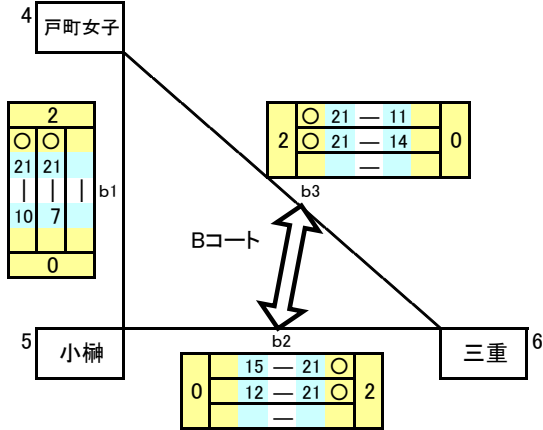 4 戸町女子
2
○ ○
21 21
| | |
10 7
0
b1
2 ○ 21 — 11 0
○ 21 — 14
—
b3
Bコート
5 小榊
b2
三重 6
0 15 — 21 ○ 2
12 — 21 ○
—